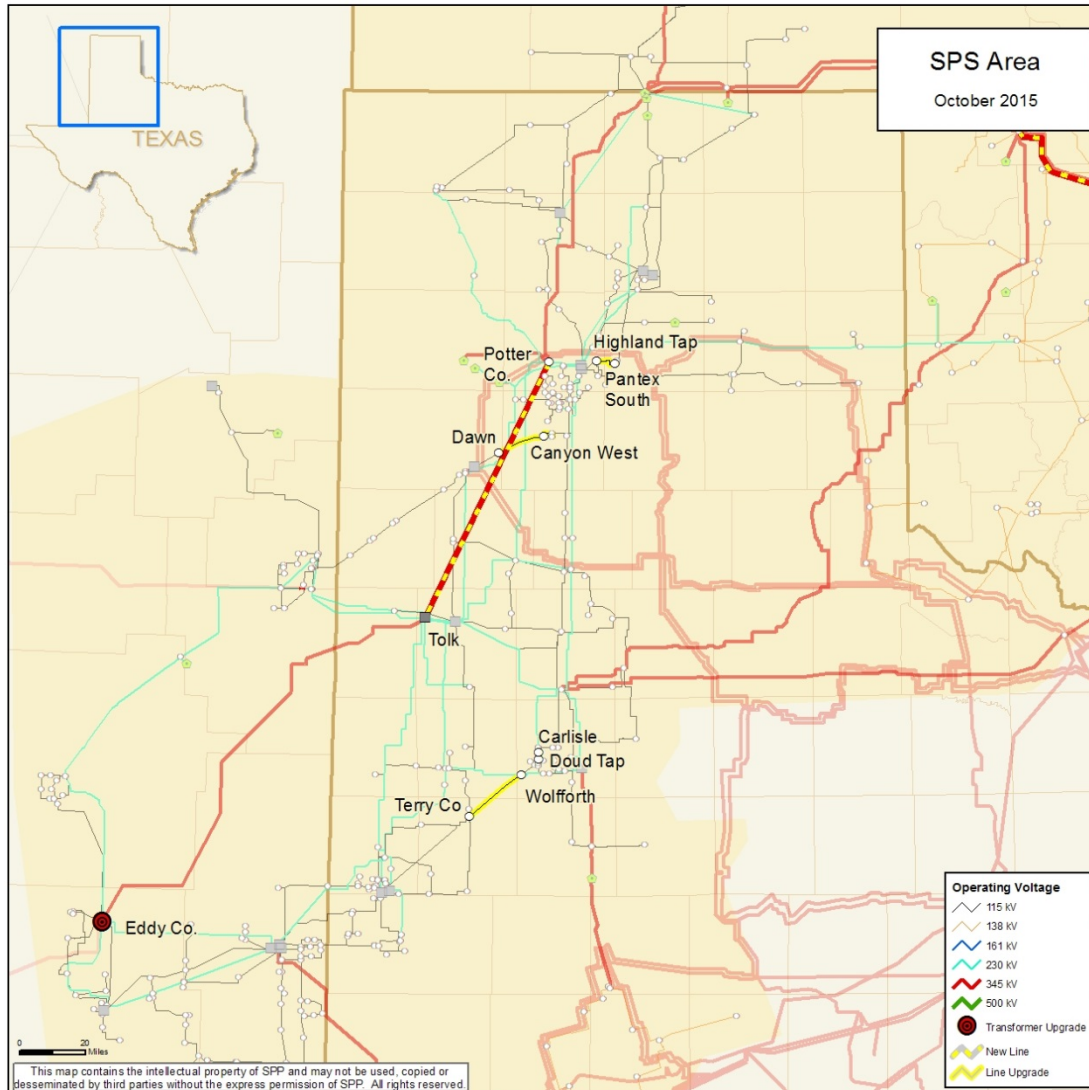 TEXAS
SPS Area
October 2015
Highland Tap
Potter
Co.
Pantex
South
Dawn
Canyon West
Tolk
Carlisle
Doud Tap
Wolfforth
Terry Co
Eddy Co.
Operating Voltage
115 kV
138 kV
161 kV
230 kV
345 kV
500 kV
Transformer Upgrade
New Line
Line Upgrade
0 20
Miles
This map contains the intellectual property of SPP and may not be used, copied or
desseminated by third parties without the express permission of SPP. All rights reserved.